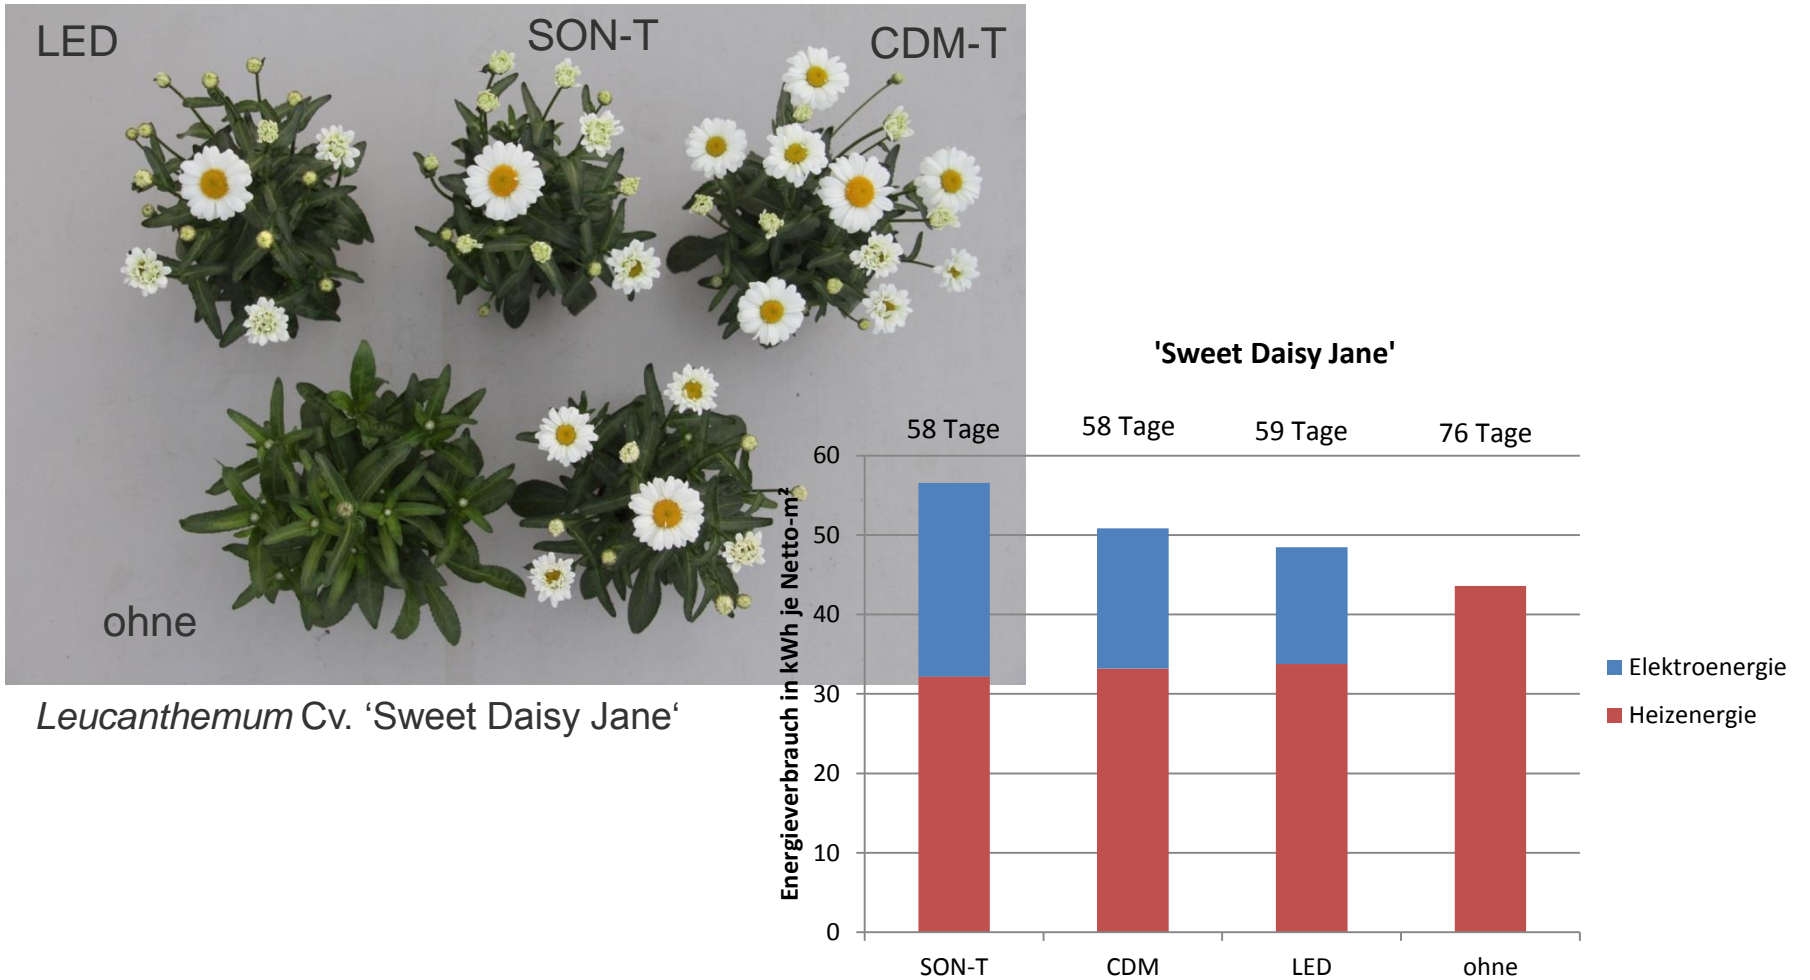 LED
SON-T
CDM-T
ohne
Leucanthemum Cv. ‘Sweet Daisy Jane‘
'Sweet Daisy Jane'
58 Tage
58 Tage
59 Tage
76 Tage
Energieverbrauch in kWh je Netto-m²
60
50
40
30
20
10
0
SON-T
CDM
LED
ohne
Elektroenergie
Heizenergie